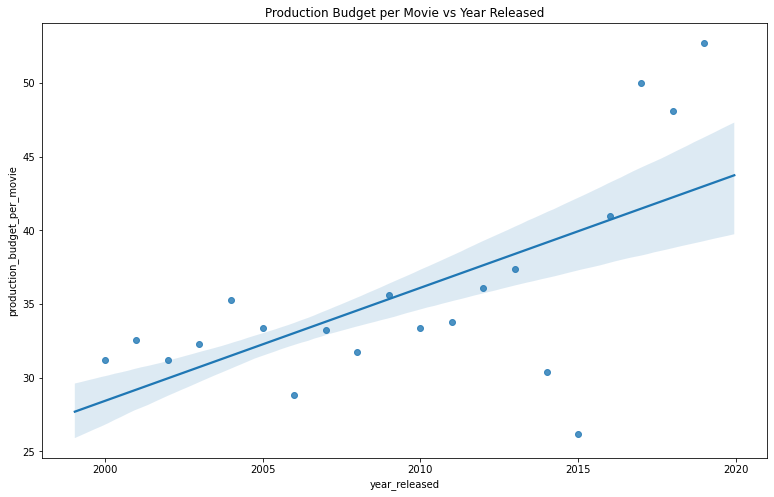 Production Budget per Movie vs Year Released
50
45
40
35
30
25
production_budget_per_movie
2000 2005 2010 2015 2020
year_released